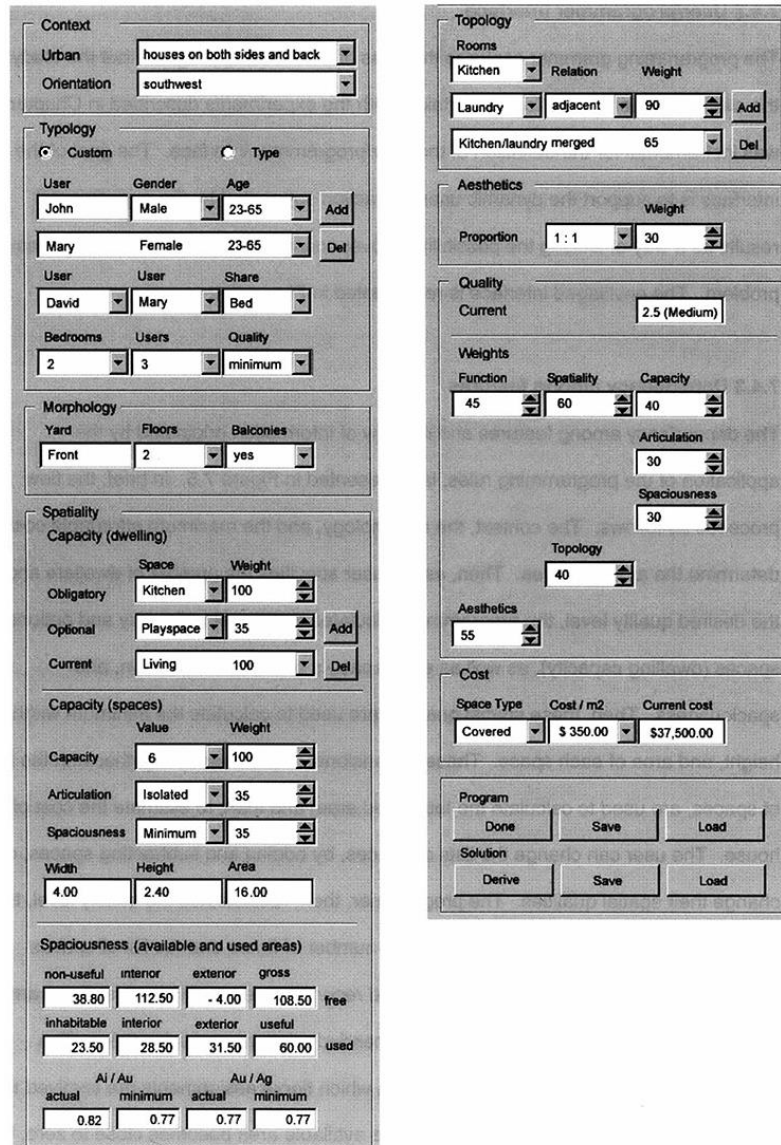 Context
Urban houses on both sides and back
Orientation southwest
Typology
Custom Type
User Gender Age
John Male 23-65 Add
Mary Female 23-65 Del
User User Share
David Mary Bed
Bedrooms Users Quality
2 3 minimum
Morphology
Yard Floors Balconies
Front 2 yes
Spatiality
Capacity (dwelling)
Space Weight
Obligatory Kitchen 100
Optional Playspace 35 Add
Current Living 100 Del
Capacity (spaces)
Value Weight
Capacity 6 100
Articulation Isolated 35
Spaciousness Minimum 35
Width Height Area
4.00 2.40 16.00
Spaciousness (available and used areas)
non-useful interior exterior gross
38.80 112.50 - 4.00 108.50 free
inhabitable interior exterior useful
23.50 28.50 31.50 60.00 used
Ai / Au Au / Ag
actual minimum actual minimum
0.82 0.77 0.77 0.77
Topology
Rooms
Kitchen Relation Weight
Laundry adjacent 90 Add
Kitchen/laundry merged 65 Del
Aesthetics
Weight
Proportion 1 : 1 30
Quality
Current 2.5 (Medium)
Weights
Function Spatiality Capacity
45 60 40
Articulation
30
Spaciousness
30
Topology
40
Aesthetics
55
Cost
Space Type Cost / m2 Current cost
Covered $ 350.00 $37,500.00
Program
Done Save Load
Solution
Derive Save Load